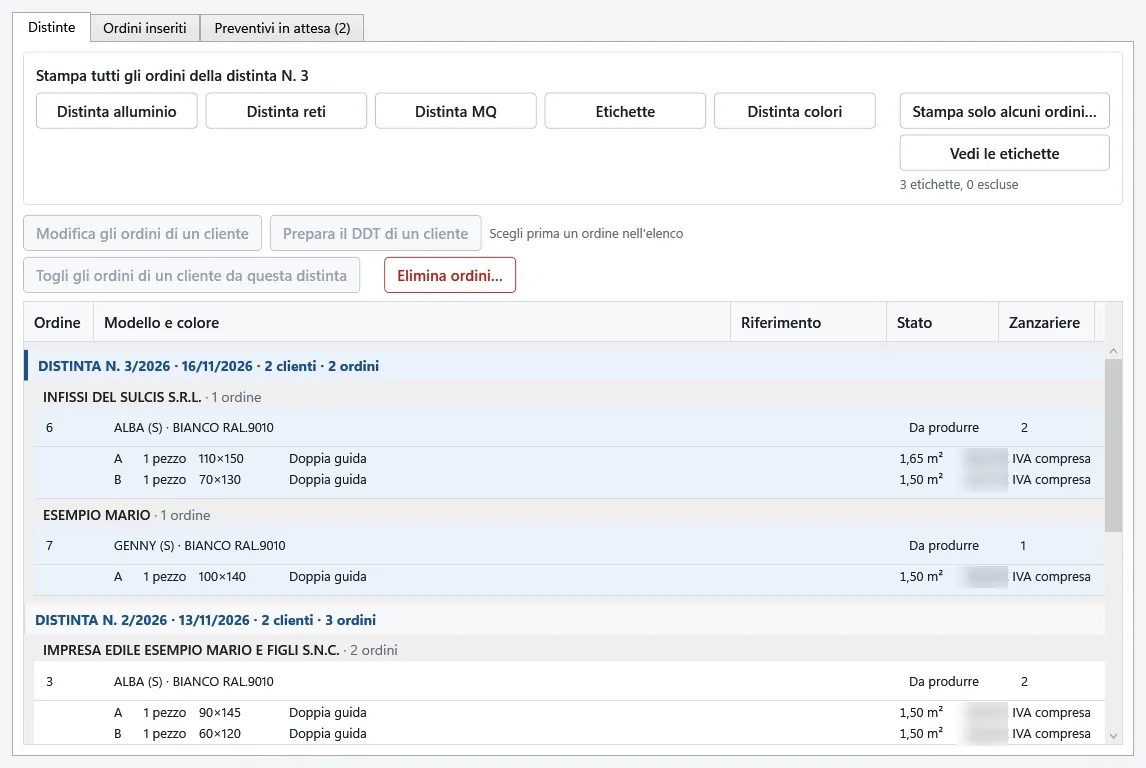 Distinte Ordini inseriti Preventivi in attesa (2)
Stampa tutti gli ordini della distinta N. 3
Distinta alluminio Distinta reti Distinta MQ Etichette Distinta colori Stampa solo alcuni ordini...
Vedi le etichette
3 etichette, 0 escluse
Modifica gli ordini di un cliente Prepara il DDT di un cliente Scegli prima un ordine nell'elenco
Togli gli ordini di un cliente da questa distinta Elimina ordini...
Ordine Modello e colore Riferimento Stato Zanzariere
DISTINTA N. 3/2026 · 16/11/2026 · 2 clienti · 2 ordini
INFISSI DEL SULCIS S.R.L. · 1 ordine
6 ALBA (S) · BIANCO RAL.9010 Da produrre 2
A 1 pezzo 110×150 Doppia guida 1,65 m² IVA compresa
B 1 pezzo 70×130 Doppia guida 1,50 m² IVA compresa
ESEMPIO MARIO · 1 ordine
7 GENNY (S) · BIANCO RAL.9010 Da produrre 1
A 1 pezzo 100×140 Doppia guida 1,50 m² IVA compresa
DISTINTA N. 2/2026 · 13/11/2026 · 2 clienti · 3 ordini
IMPRESA EDILE ESEMPIO MARIO E FIGLI S.N.C. · 2 ordini
3 ALBA (S) · BIANCO RAL.9010 Da produrre 2
A 1 pezzo 90×145 Doppia guida 1,50 m² IVA compresa
B 1 pezzo 60×120 Doppia guida 1,50 m² IVA compresa